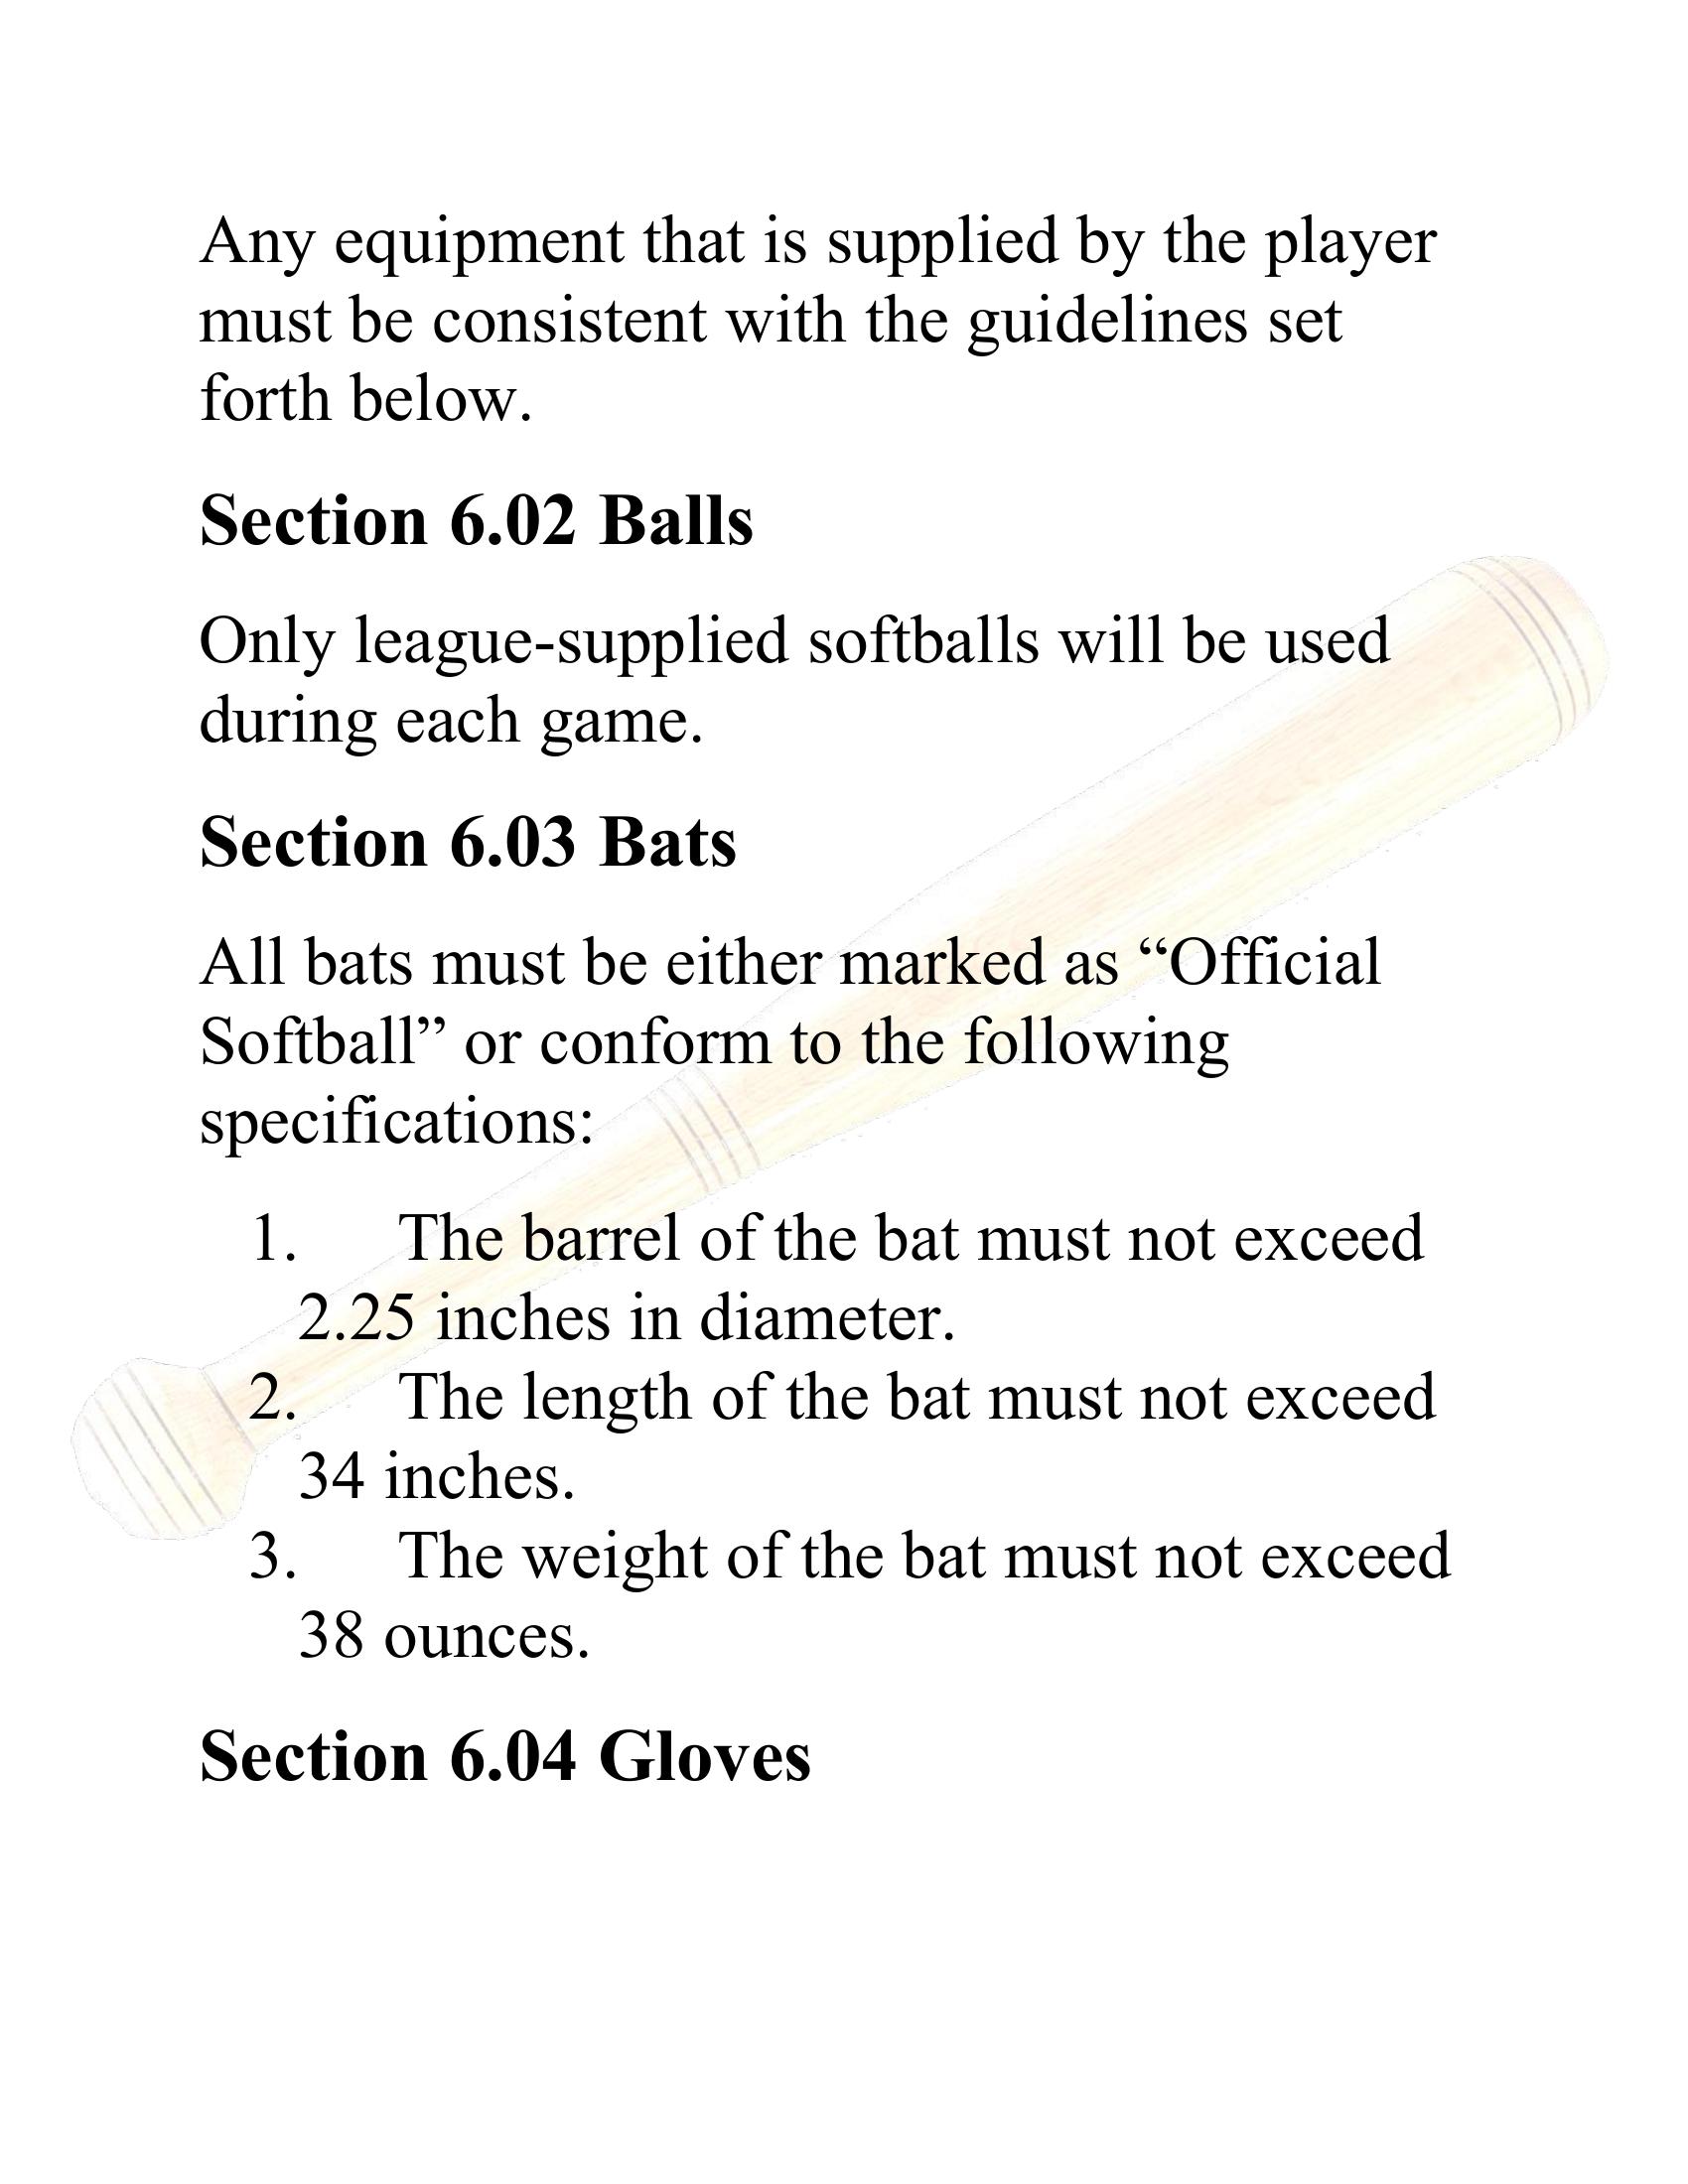 Any equipment that is supplied by the player
must be consistent with the guidelines set
forth below.
Section 6.02 Balls
Only league-supplied softballs will be used
during each game.
Section 6.03 Bats
All bats must be either marked as “Official
Softball” or conform to the following
specifications:
1. The barrel of the bat must not exceed
2.25 inches in diameter.
2. The length of the bat must not exceed
34 inches.
3. The weight of the bat must not exceed
38 ounces.
Section 6.04 Gloves